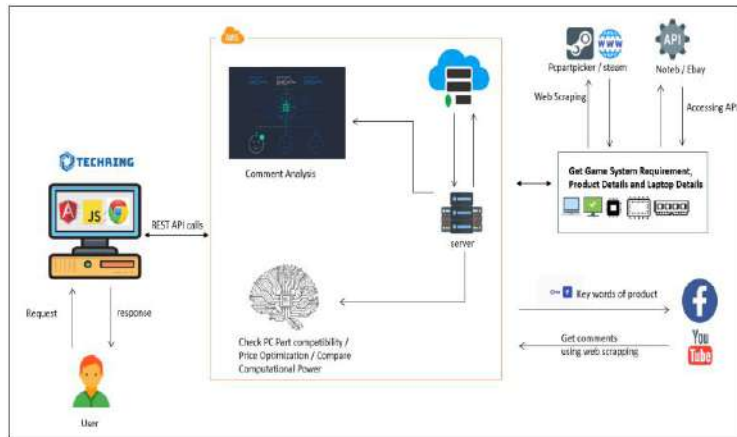 AWS
Pcpartpicker / steam
WWW
API
Noteb / Ebay
Web Scraping
Accessing API
Comment Analysis
TECHRING
JS
REST API calls
Get Game System Requirement,
Product Details and Laptop Details
server
Request
response
User
Check PC Part compatibility /
Price Optimization / Compare
Computational Power
Key words of product
Get comments
using web scrapping
You
Tube